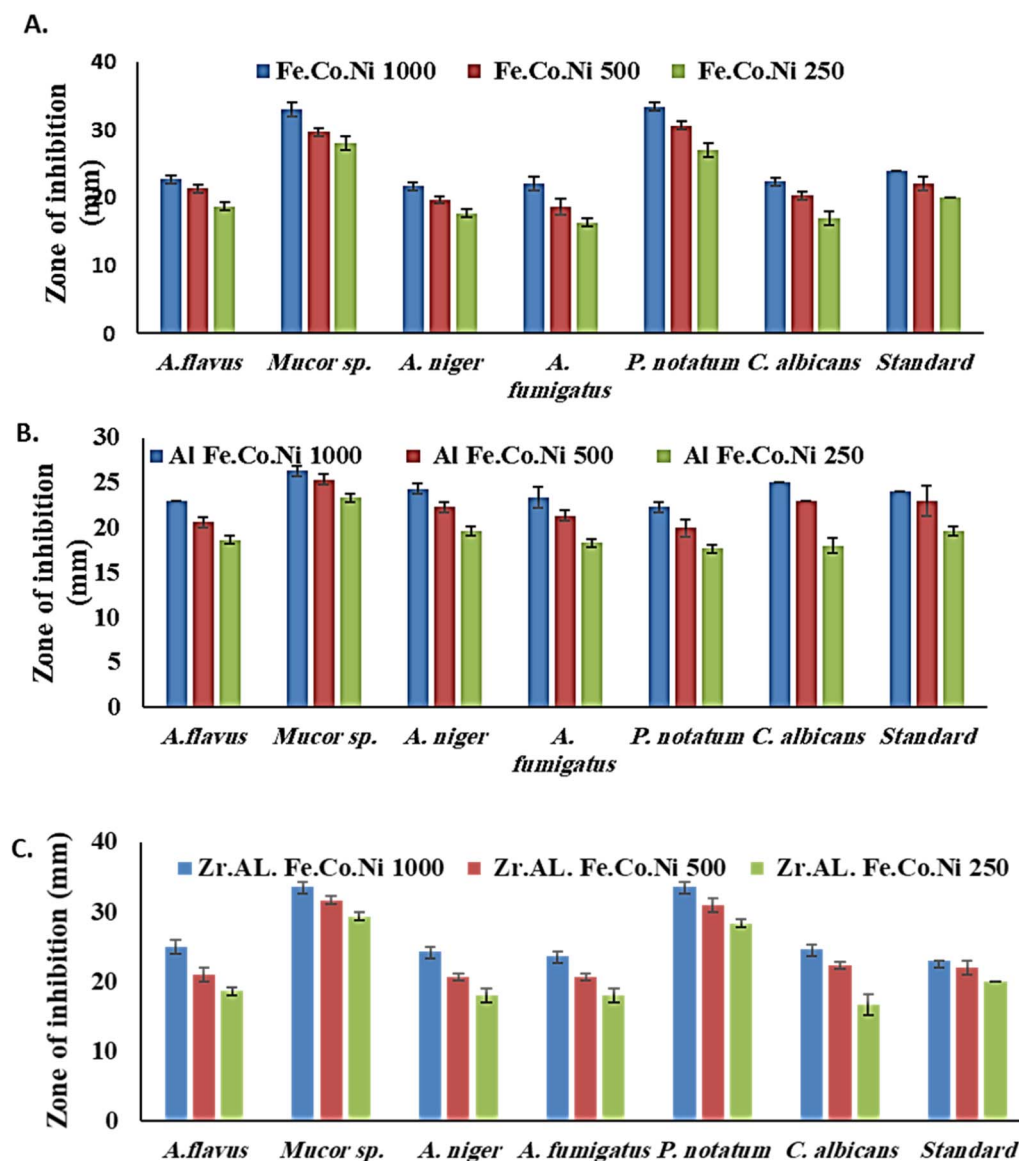 A.
Zone of inhibition
(mm)
40
30
20
10
0
Fe.Co.Ni 1000 Fe.Co.Ni 500 Fe.Co.Ni 250
A.flavus Mucor sp. A. niger A. fumigatus P. notatum C. albicans Standard
B.
Zone of inhibition
(mm)
30
25
20
15
10
5
0
Al Fe.Co.Ni 1000 Al Fe.Co.Ni 500 Al Fe.Co.Ni 250
A.flavus Mucor sp. A. niger A. fumigatus P. notatum C. albicans Standard
C.
Zone of inhibition (mm)
40
30
20
10
0
Zr.AL. Fe.Co.Ni 1000 Zr.AL. Fe.Co.Ni 500 Zr.AL. Fe.Co.Ni 250
A.flavus Mucor sp. A. niger A. fumigatus P. notatum C. albicans Standard